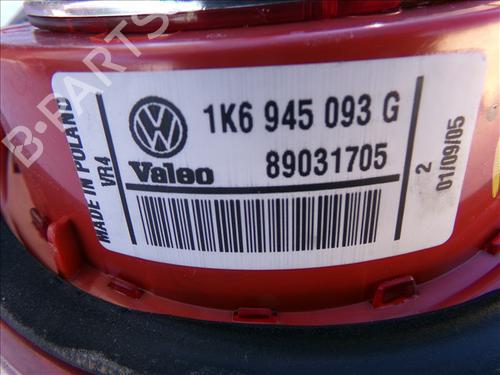 B-PARTS
MADE IN POLAND
VR4
VW
Valeo
1K6 945 093 G
89031705
2
01/09/05